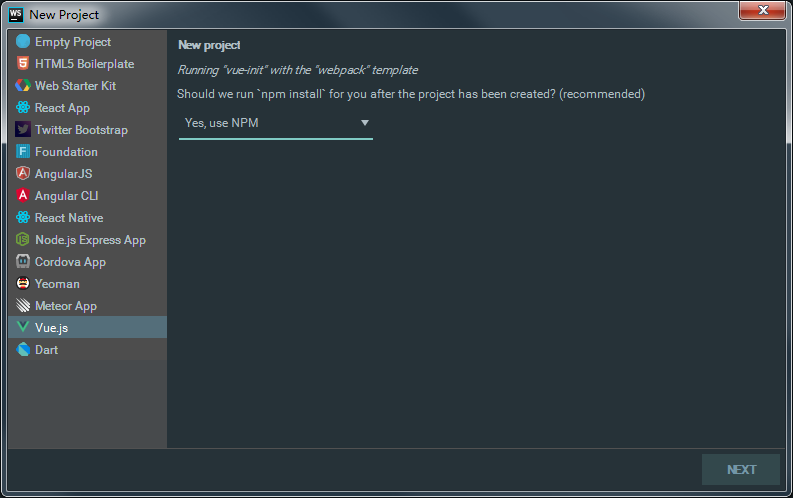 WS New Project
Empty Project
HTML5 Boilerplate
Web Starter Kit
React App
Twitter Bootstrap
Foundation
AngularJS
Angular CLI
React Native
Node.js Express App
Cordova App
Yeoman
Meteor App
Vue.js
Dart
New project
Running "vue-init" with the "webpack" template
Should we run `npm install` for you after the project has been created? (recommended)
Yes, use NPM
NEXT